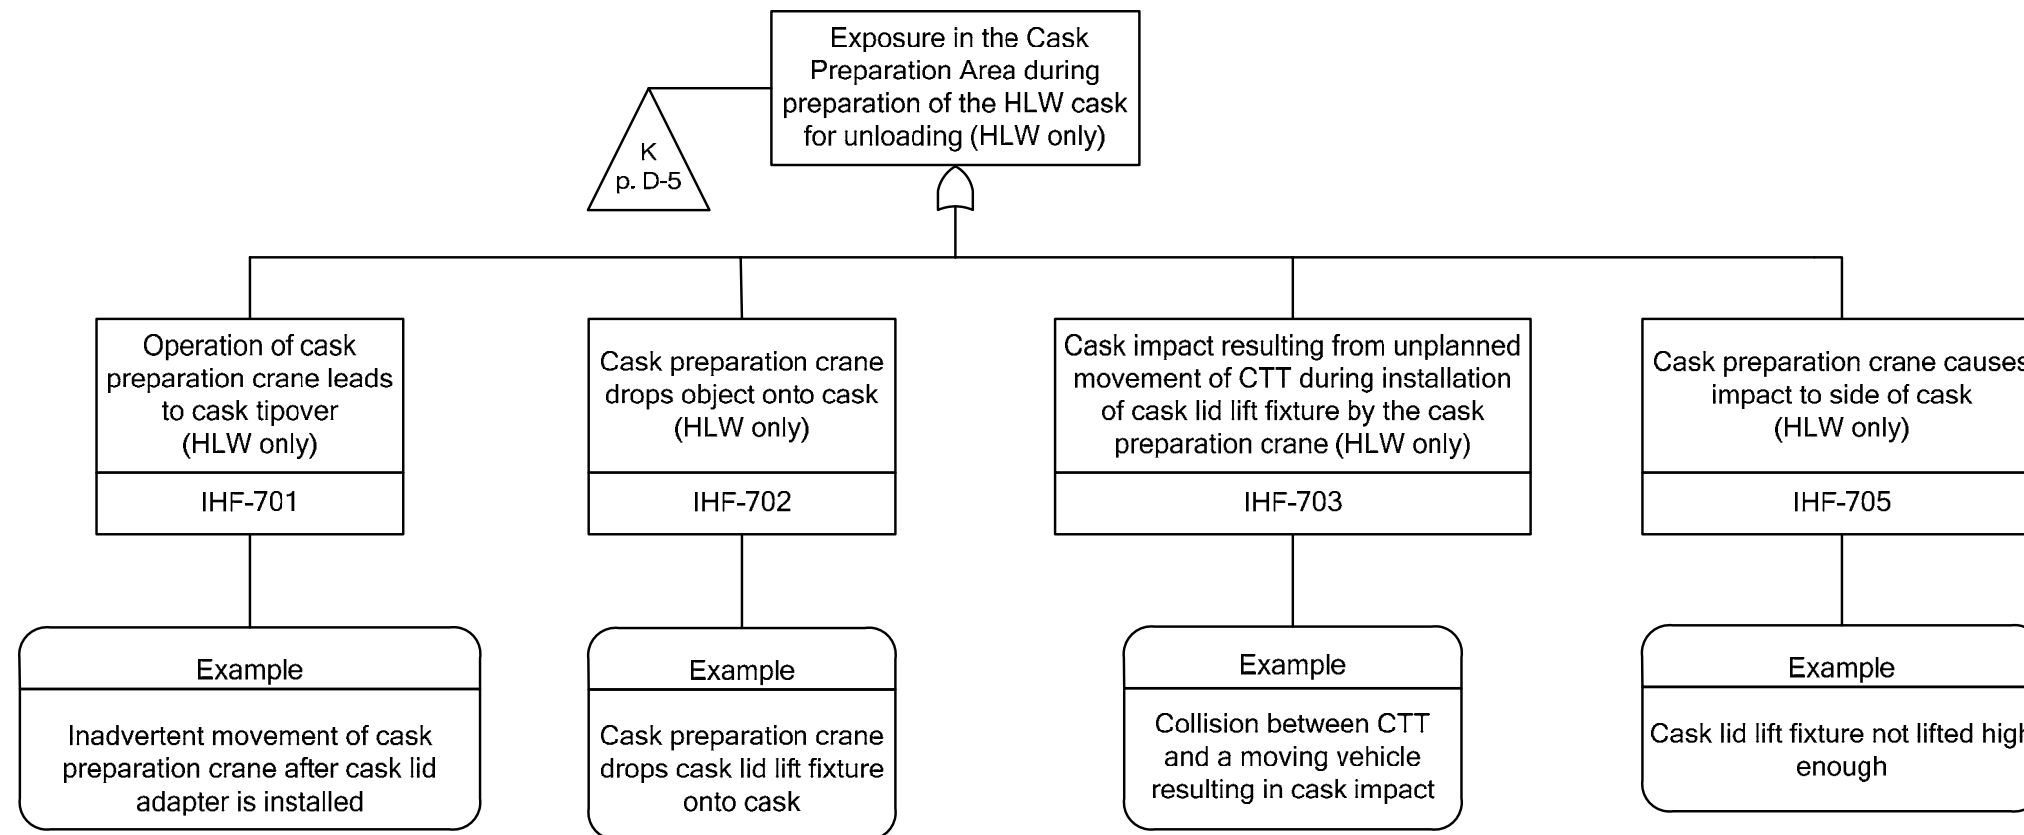 Exposure in the Cask
Preparation Area during
preparation of the HLW cask
for unloading (HLW only)
K
p. D-5
Operation of cask
preparation crane leads
to cask tipover
(HLW only)
IHF-701
Cask preparation crane
drops object onto cask
(HLW only)
IHF-702
Cask impact resulting from unplanned
movement of CTT during installation
of cask lid lift fixture by the cask
preparation crane (HLW only)
IHF-703
Cask preparation crane causes
impact to side of cask
(HLW only)
IHF-705
Example
Inadvertent movement of cask
preparation crane after cask lid
adapter is installed
Example
Cask preparation crane
drops cask lid lift fixture
onto cask
Example
Collision between CTT
and a moving vehicle
resulting in cask impact
Example
Cask lid lift fixture not lifted high
enough